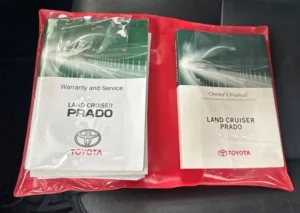 Warranty and Service
LAND CRUISER
PRADO
TOYOTA
Owner's Manual
LAND CRUISER
PRADO
TOYOTA